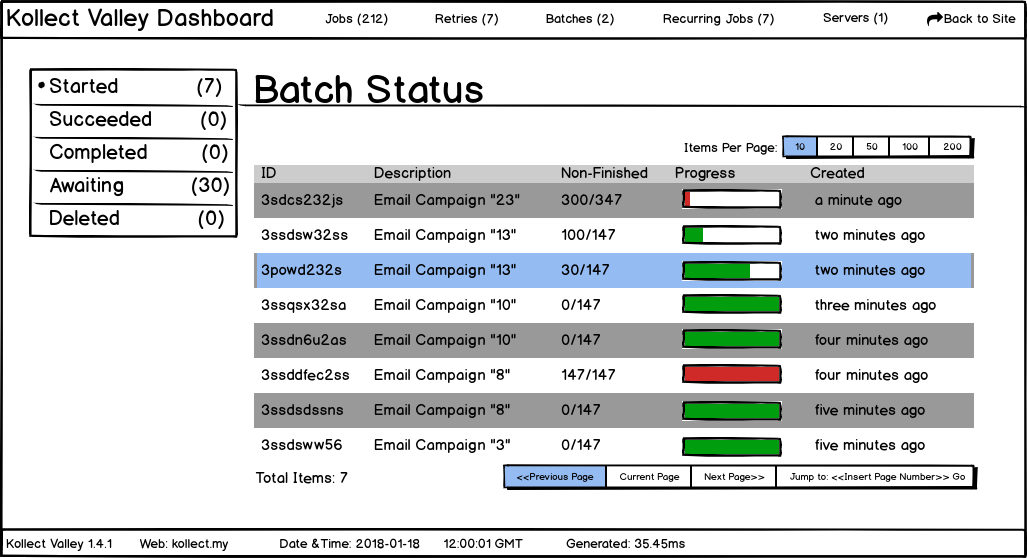 Kollect Valley Dashboard Jobs (212) Retries (7) Batches (2) Recurring Jobs (7) Servers (1) Back to Site
Batch Status
Started (7)
Succeeded (0)
Completed (0)
Awaiting (30)
Deleted (0)
Items Per Page: 10 20 50 100 200
ID Description Non-Finished Progress Created
3sdcs232js Email Campaign "23" 300/347 a minute ago
3ssdsw32ss Email Campaign "13" 100/147 two minutes ago
3powd232s Email Campaign "13" 30/147 two minutes ago
3ssqsx32sa Email Campaign "10" 0/147 three minutes ago
3ssdn6u2as Email Campaign "10" 0/147 four minutes ago
3ssddfec2ss Email Campaign "8" 147/147 four minutes ago
3ssdsdssns Email Campaign "8" 0/147 five minutes ago
3ssdsww56 Email Campaign "3" 0/147 five minutes ago
Total Items: 7 <<Previous Page Current Page Next Page>> Jump to: <<Insert Page Number>> Go
Kollect Valley 1.4.1 Web: kollect.my Date &Time: 2018-01-18 12:00:01 GMT Generated: 35.45ms